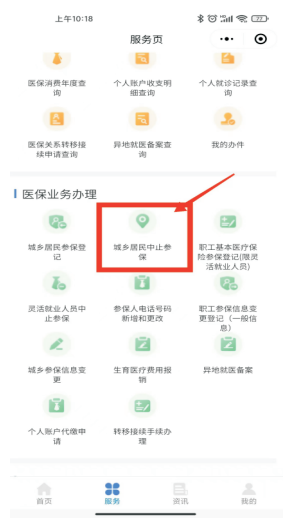 上午10:18
77
服务页
医保消费年度查 个人账户收支明 个人就诊记录查
询 细查询 询
医保关系转移接 异地就医备案查 我的办件
续申请查询 询
医保业务办理
城乡居民参保登 城乡居民中止参 职工基本医疗保
记 保 险参保登记(限灵
活就业人员)
灵活就业人员中 参保人电话号码 职工参保信息变
止参保 新增和更改 更登记（一般信
息）
城乡参保信息变 生育医疗费用报 异地就医备案
更 销
个人账户代缴申 转移接续手续办
请 理
首页 服务 资讯 我的